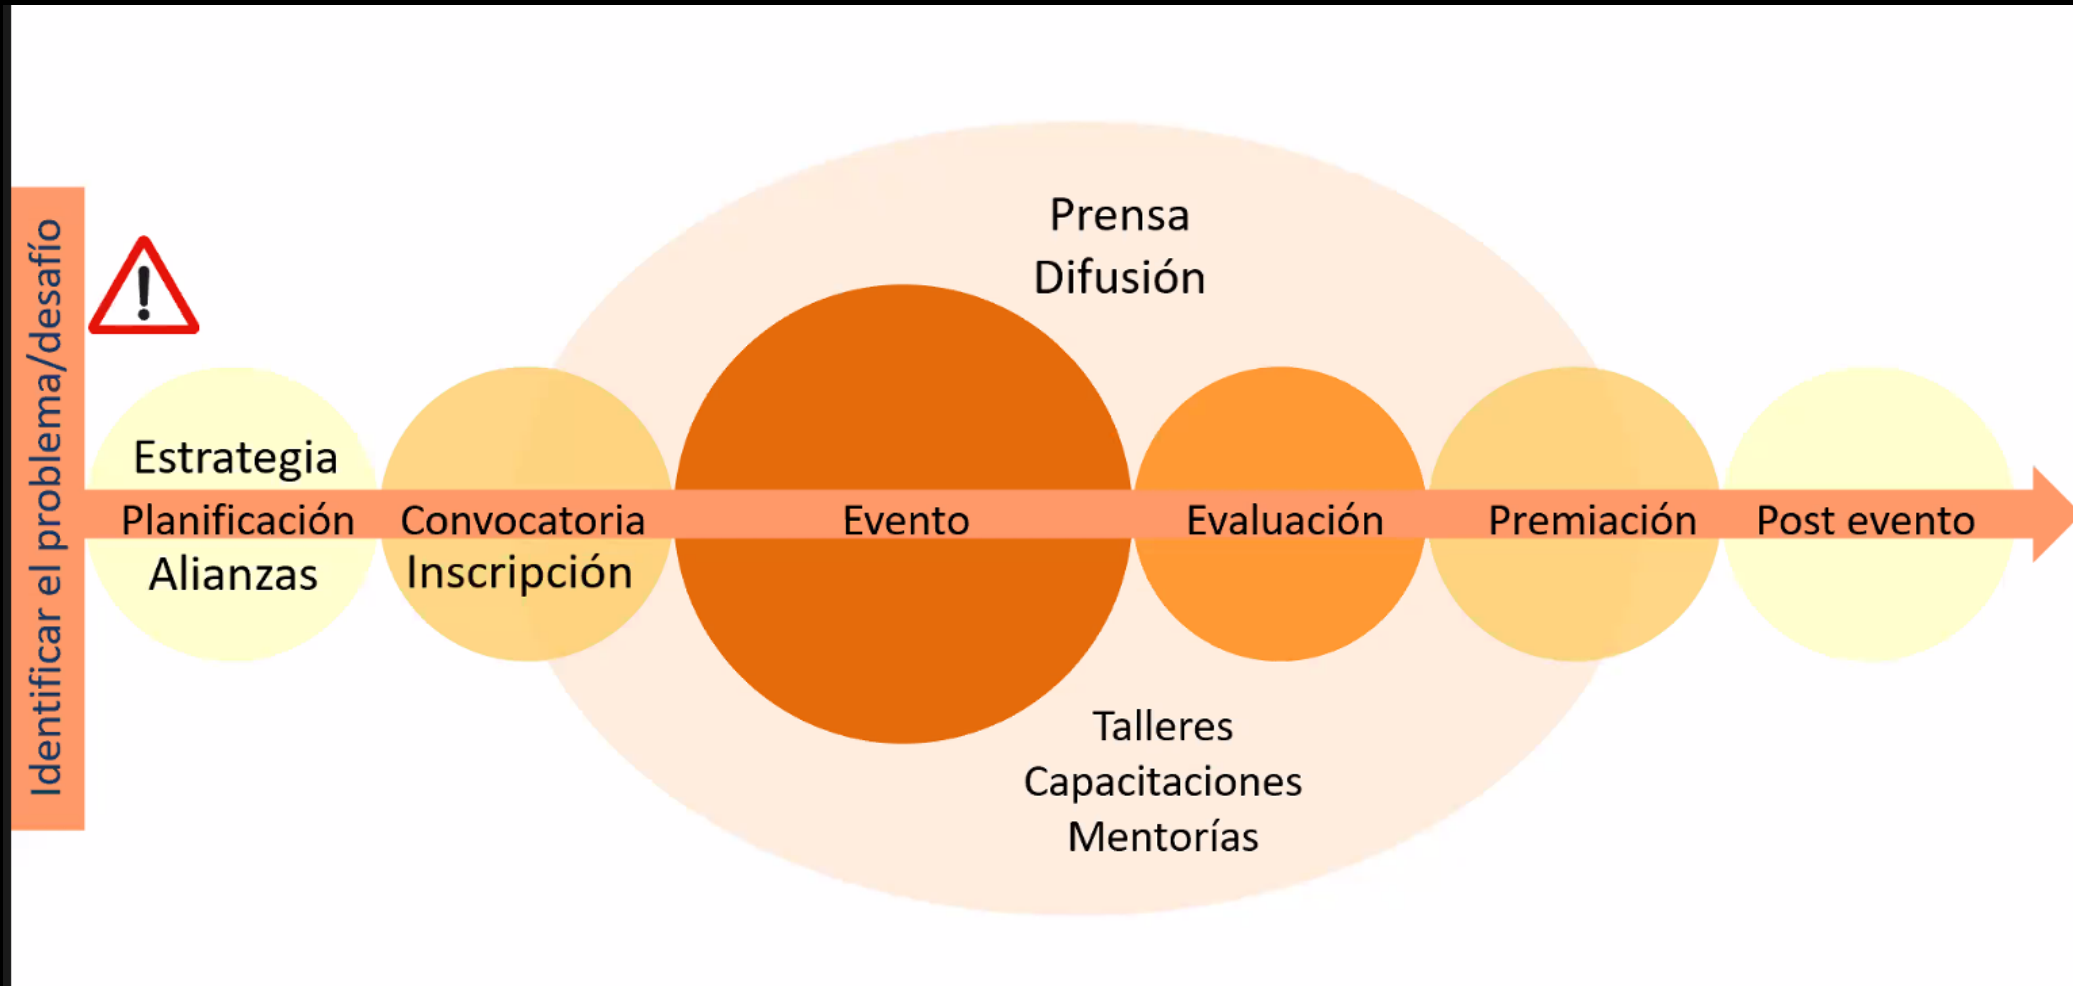 Identificar el problema/desafío
Estrategia
Planificación
Alianzas
Convocatoria
Inscripción
Prensa
Difusión
Evento
Talleres
Capacitaciones
Mentorías
Evaluación
Premiación
Post evento